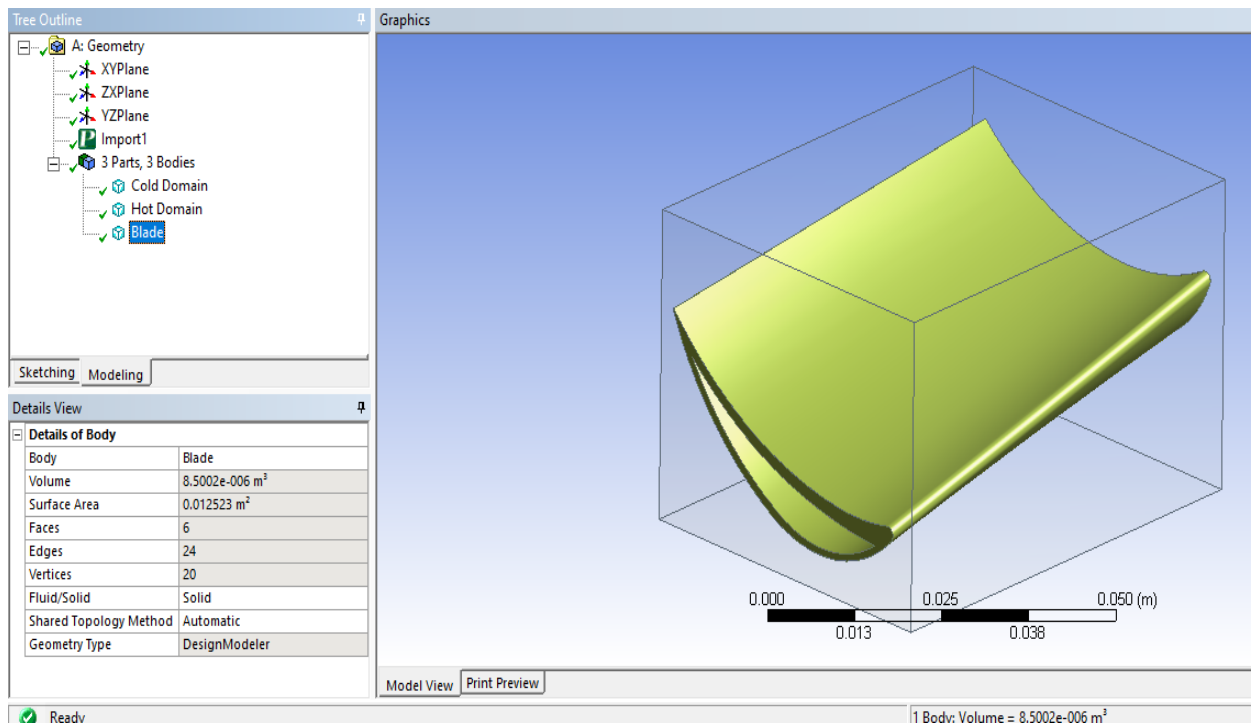 Tree Outline
A: Geometry
XYPlane
ZXPlane
YZPlane
Import1
3 Parts, 3 Bodies
Cold Domain
Hot Domain
Blade
Sketching Modeling
Details View
Details of Body
Body Blade
Volume 8.5002e-006 m³
Surface Area 0.012523 m²
Faces 6
Edges 24
Vertices 20
Fluid/Solid Solid
Shared Topology Method Automatic
Geometry Type DesignModeler
Graphics
0.000 0.025 0.050 (m)
0.013 0.038
Model View Print Preview
Ready 1 Body: Volume = 8.5002e-006 m³